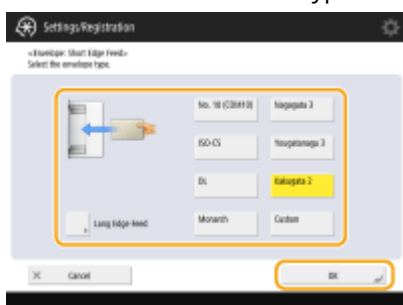 Settings/Registration
<Envelope: Short Edge Feed>
Select the envelope type.
No. 10 (COM10)
Nagagata 3
ISO-C5
Yougatanaga 3
DL
Kakugata 2
Long Edge Feed
Monarch
Custom
Cancel
OK